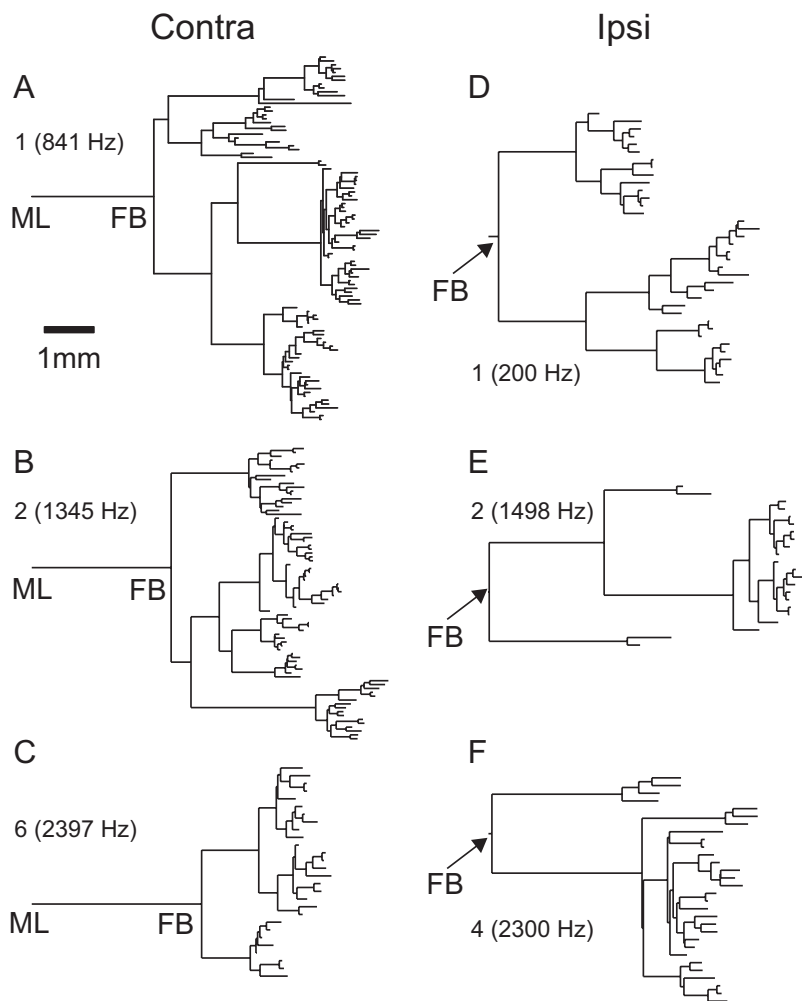 Contra
Ipsi
A
1 (841 Hz)
ML
FB
1mm
B
2 (1345 Hz)
ML
FB
C
6 (2397 Hz)
ML
FB
D
FB
1 (200 Hz)
E
2 (1498 Hz)
FB
F
FB
4 (2300 Hz)